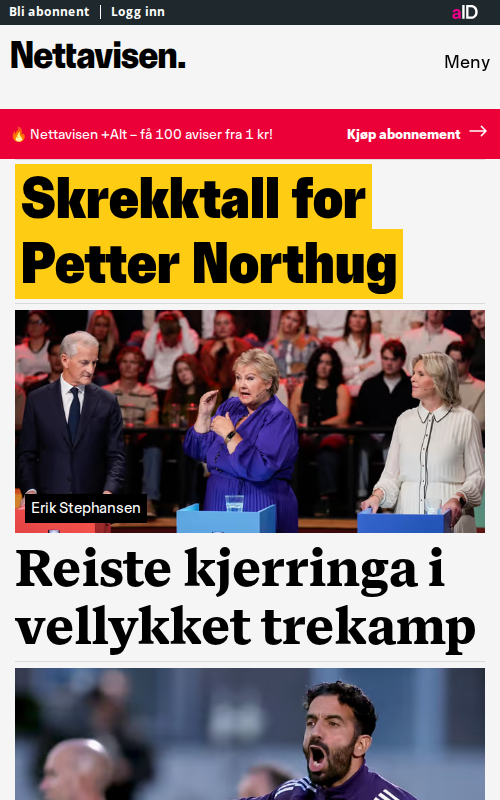 Bli abonnent | Logg inn
aID
Nettavisen.
Meny
🔥 Nettavisen +Alt – få 100 aviser fra 1 kr!
Kjøp abonnement →
Skrekktall for
Petter Northug
Erik Stephansen
Reiste kjerringa i
vellykket trekamp